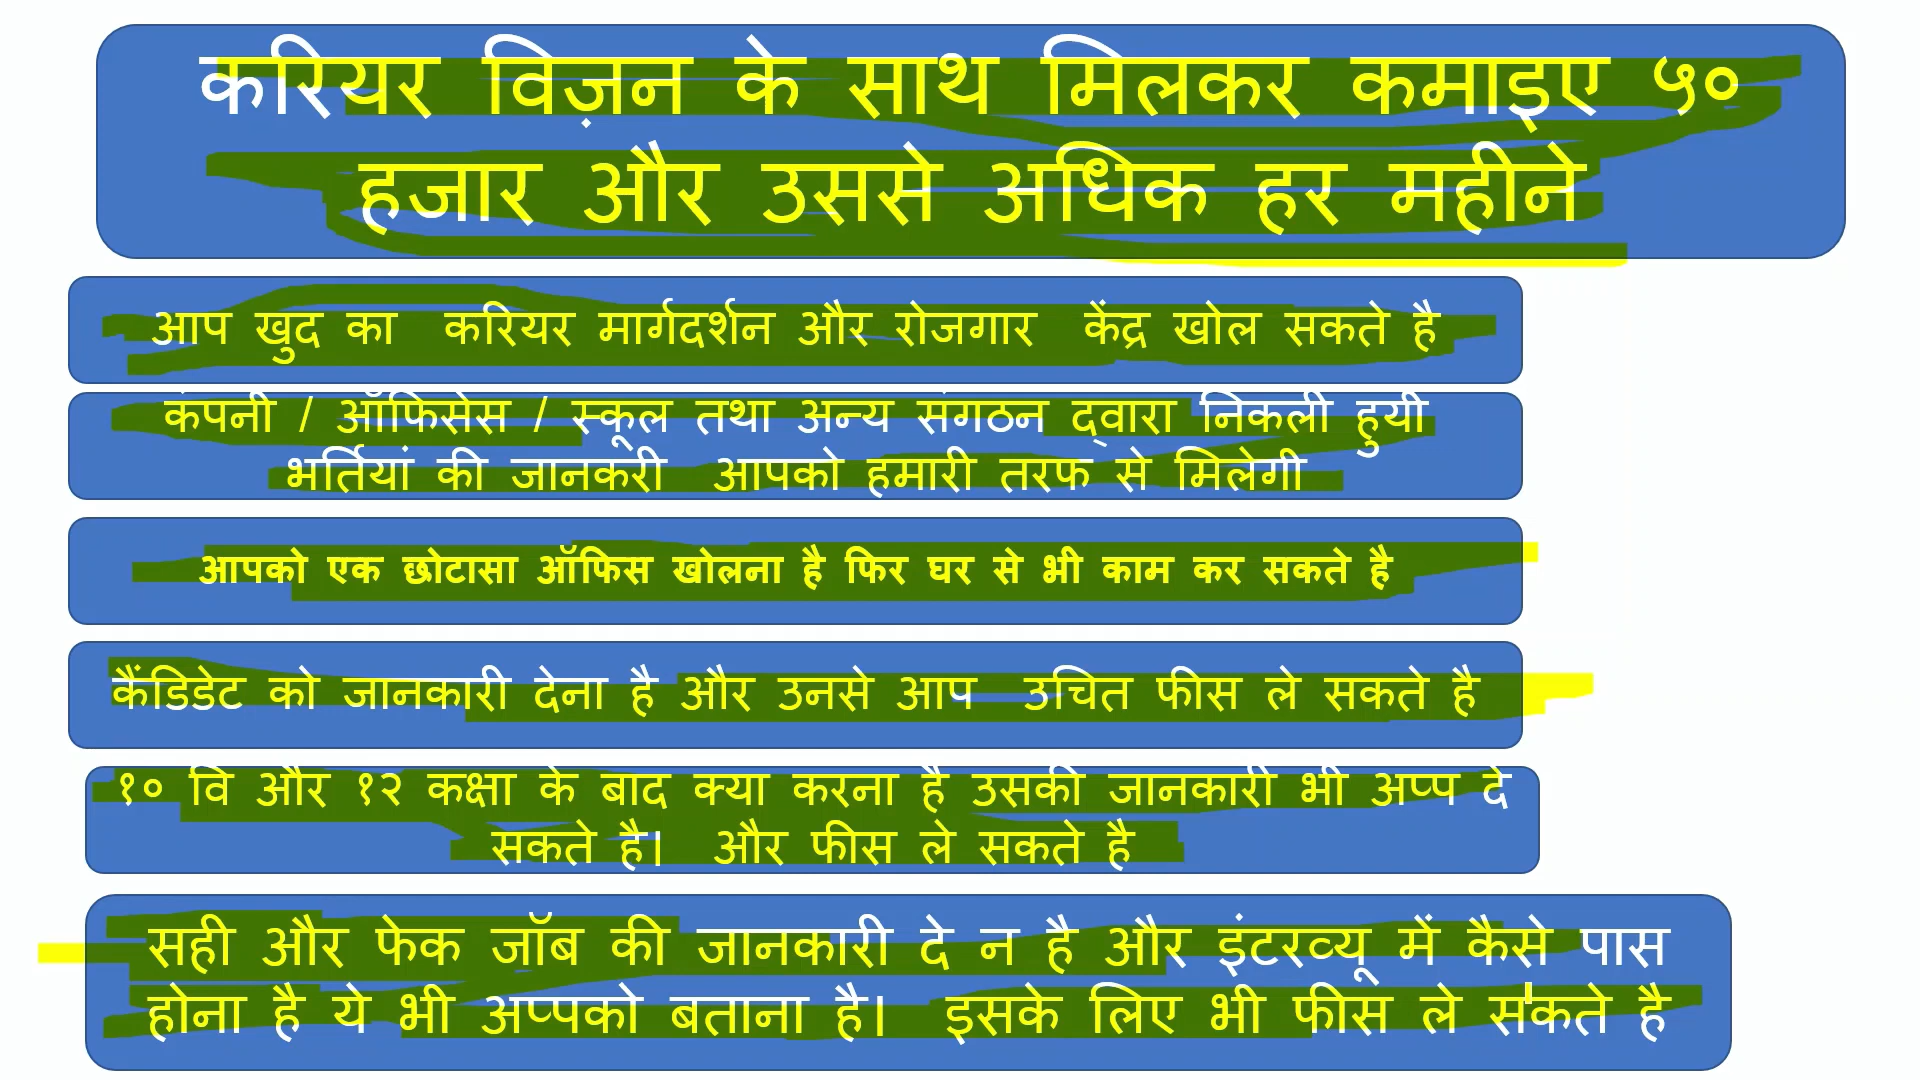 करियर विज़न के साथ मिलकर कमाइए ५०
हजार और उससे अधिक हर महीने
आप खुद का करियर मार्गदर्शन और रोजगार केंद्र खोल सकते है
कंपनी / ऑफिसेस / स्कूल तथा अन्य संगठन द्वारा निकली हुयी
भर्तियां की जानकरी आपको हमारी तरफ से मिलेगी
आपको एक छोटासा ऑफिस खोलना है फिर घर से भी काम कर सकते है
कैंडिडेट को जानकारी देना है और उनसे आप उचित फीस ले सकते है
१० वि और १२ कक्षा के बाद क्या करना है उसकी जानकारी भी अप्प दे
सकते है। और फीस ले सकते है
सही और फेक जॉब की जानकारी दे न है और इंटरव्यू में कैसे पास
होना है ये भी अप्पको बताना है। इसके लिए भी फीस ले सकते है